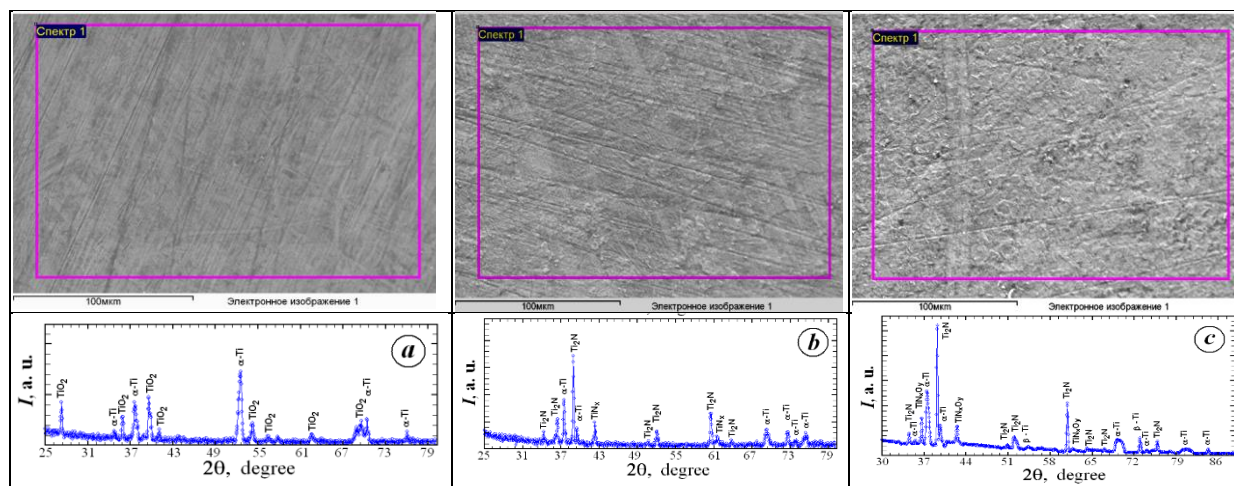 Спектр 1
Спектр 1
Спектр 1
100мкm Электронное изображение 1
100мкm Электронное изображение 1
100мкm Электронное изображение 1
I, a. u.
TiO2
α-Ti
TiO2
α-Ti
TiO2
TiO2
α-Ti
TiO2
TiO2
TiO2
TiO2
α-Ti
α-Ti
a
25 31 37 43 49 55 61 67 73 79
2θ, degree
I, a. u.
Ti2N
Ti2N
α-Ti
Ti2N
α-Ti
TiNx
Ti2N
Ti2N
Ti2N
TiNx
Ti2N
α-Ti
α-Ti
α-Ti
α-Ti
b
25 31 37 43 49 55 61 67 73 79
2θ, degree
I, a. u.
Ti2N
α-Ti
TiNxOy
α-Ti
Ti2N
α-Ti
TiNxOy
Ti2N
Ti2N
β-Ti
Ti2N
TiNxOy
Ti2N
Ti2N
α-Ti
β-Ti
α-Ti
Ti2N
α-Ti
α-Ti
c
30 37 44 51 58 65 72 79 86
2θ, degree